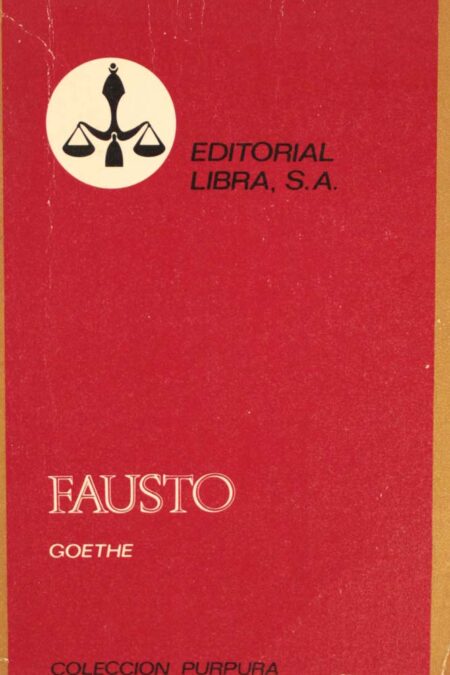 EDITORIAL
LIBRA, S.A.
FAUSTO
GOETHE
COLECCION PURPURA